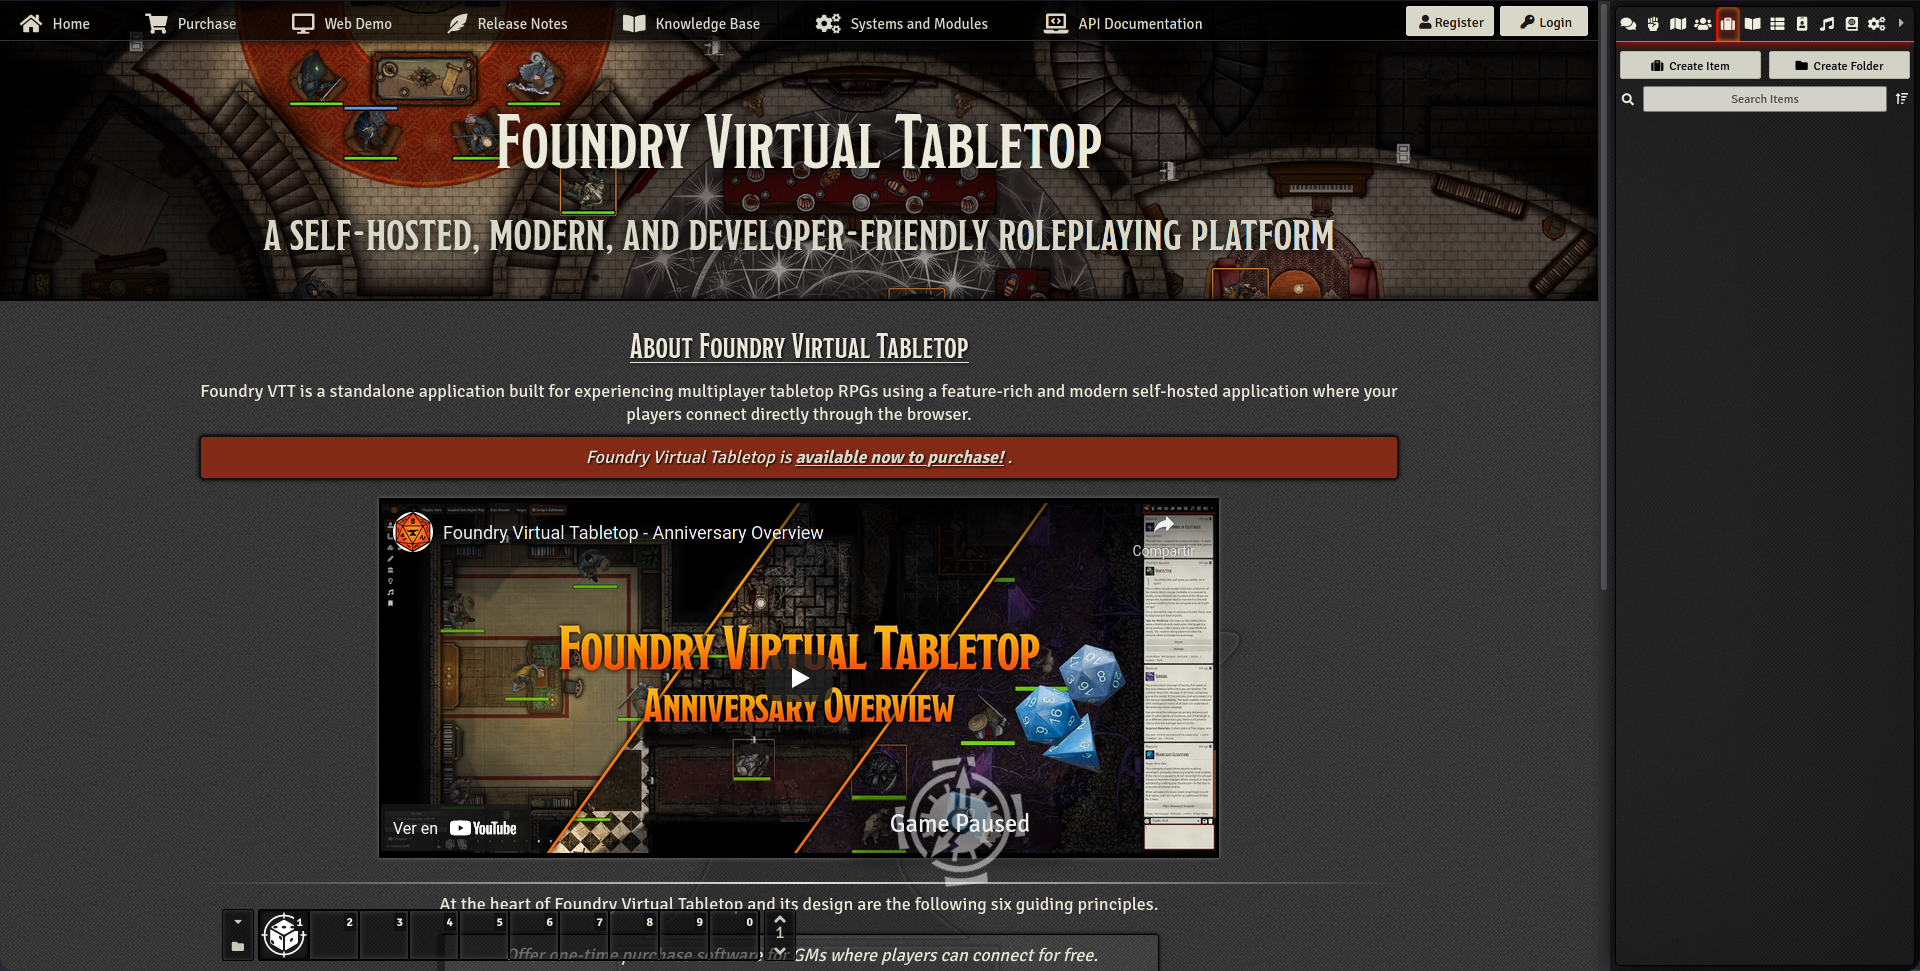 Home
Purchase
Web Demo
Release Notes
Knowledge Base
Systems and Modules
API Documentation
Register
Login
Create Item
Create Folder
Search Items
Foundry Virtual Tabletop
A Self-Hosted, Modern, and Developer-Friendly Roleplaying Platform
About Foundry Virtual Tabletop
Foundry VTT is a standalone application built for experiencing multiplayer tabletop RPGs using a feature-rich and modern self-hosted application where your
players connect directly through the browser.
Foundry Virtual Tabletop is available now to purchase! .
Foundry Virtual Tabletop - Anniversary Overview
Compartir
Foundry Virtual Tabletop
Anniversary Overview
Ver en YouTube
Game Paused
At the heart of Foundry Virtual Tabletop and its design are the following six guiding principles.
1 2 3 4 5 6 7 8 9 0
1
Offer one-time purchase software for GMs where players can connect for free.